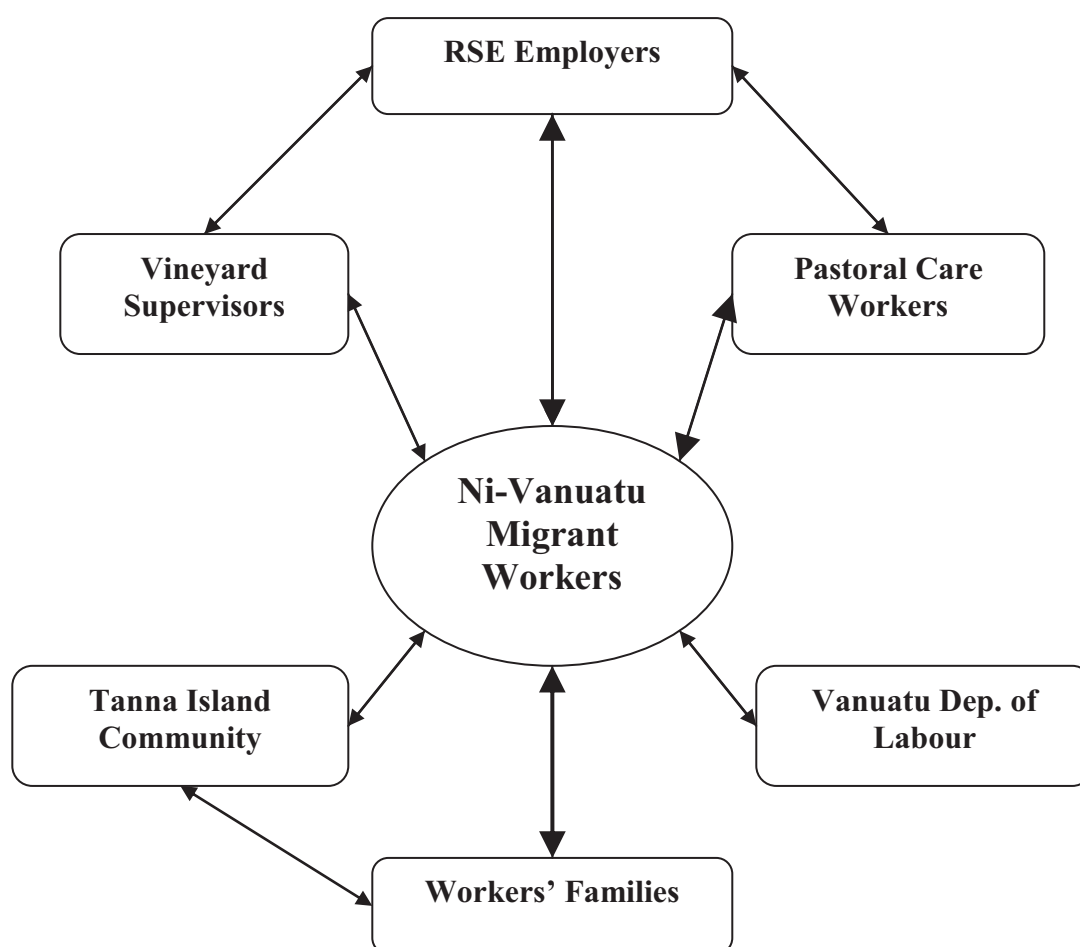 RSE Employers
Vineyard
Supervisors
Pastoral Care
Workers
Ni-Vanuatu
Migrant
Workers
Tanna Island
Community
Vanuatu Dep. of
Labour
Workers’ Families